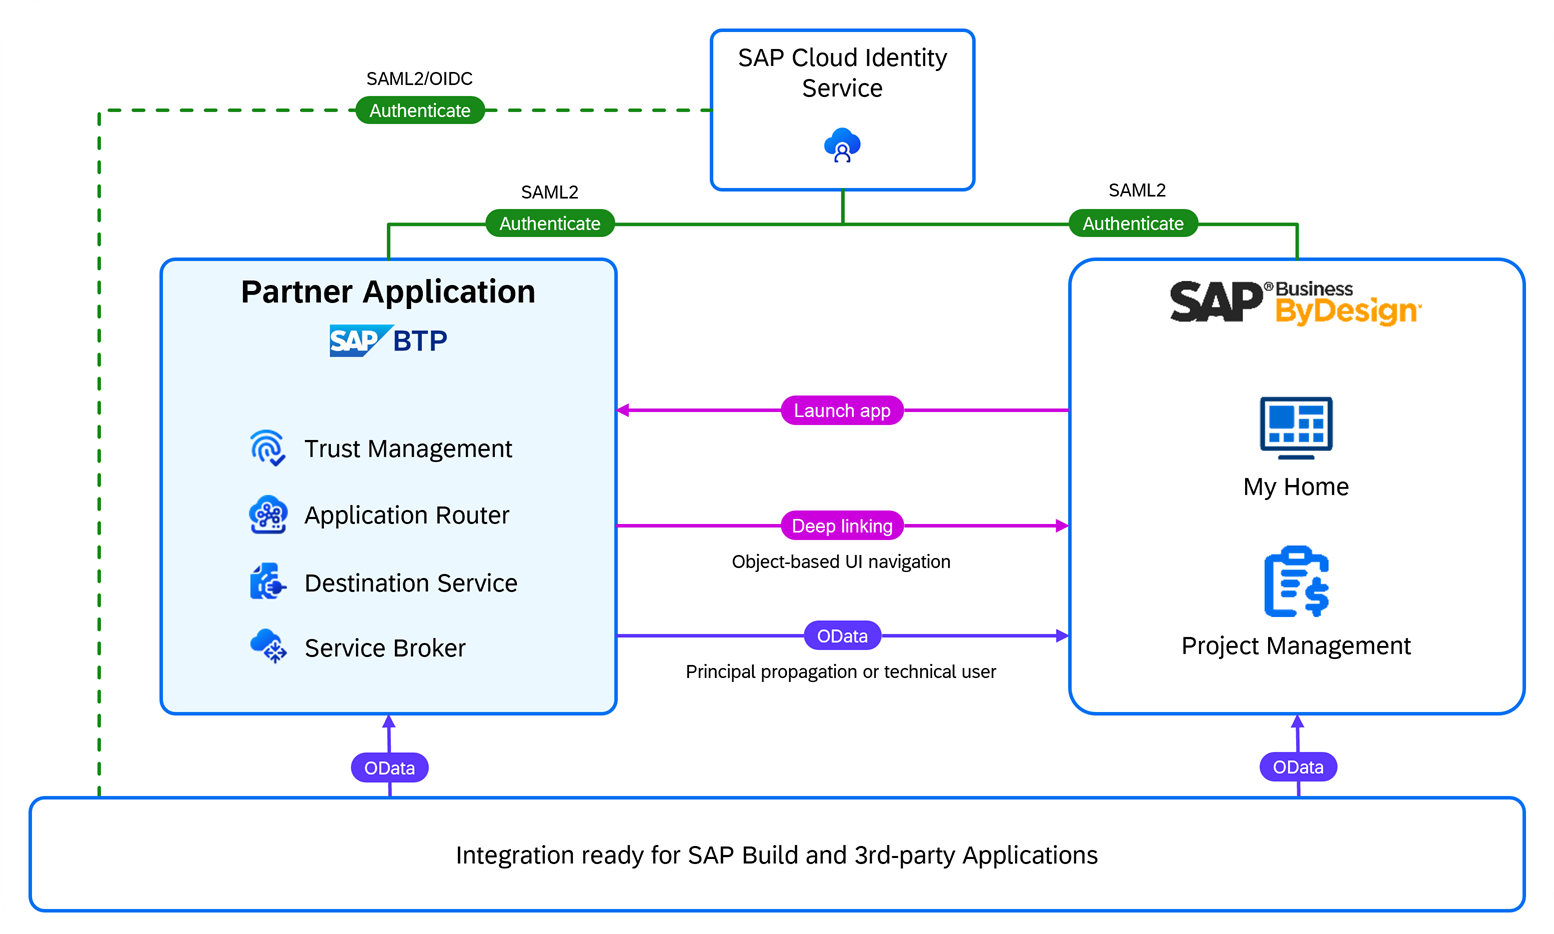 SAP Cloud Identity
Service
SAML2/OIDC
Authenticate
SAML2
Authenticate
SAML2
Authenticate
Partner Application
SAP BTP
Trust Management
Application Router
Destination Service
Service Broker
Launch app
Deep linking
Object-based UI navigation
OData
Principal propagation or technical user
SAP® Business
ByDesign™
My Home
Project Management
OData
OData
Integration ready for SAP Build and 3rd-party Applications